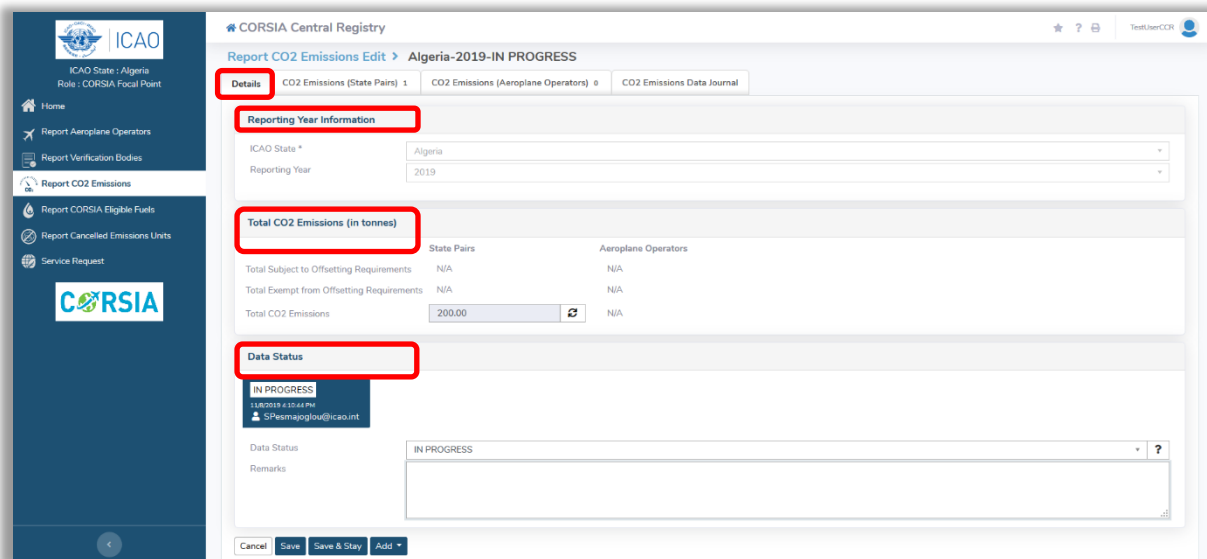 ICAO
ICAO State : Algeria
Role : CORSIA Focal Point
Home
Report Aeroplane Operators
Report Verification Bodies
Report CO2 Emissions
Report CORSIA Eligible Fuels
Report Cancelled Emissions Units
Service Request
CORSIA
CORSIA Central Registry
? TestUserCCR
Report CO2 Emissions Edit > Algeria-2019-IN PROGRESS
Details CO2 Emissions (State Pairs) 1 CO2 Emissions (Aeroplane Operators) 0 CO2 Emissions Data Journal
Reporting Year Information
ICAO State * Algeria
Reporting Year 2019
Total CO2 Emissions (in tonnes)
State Pairs Aeroplane Operators
Total Subject to Offsetting Requirements N/A N/A
Total Exempt from Offsetting Requirements N/A N/A
Total CO2 Emissions 200.00 N/A
Data Status
IN PROGRESS
11/8/2019 4:10:44 PM
SPesmajoglou@icao.int
Data Status IN PROGRESS ?
Remarks
Cancel Save Save & Stay Add